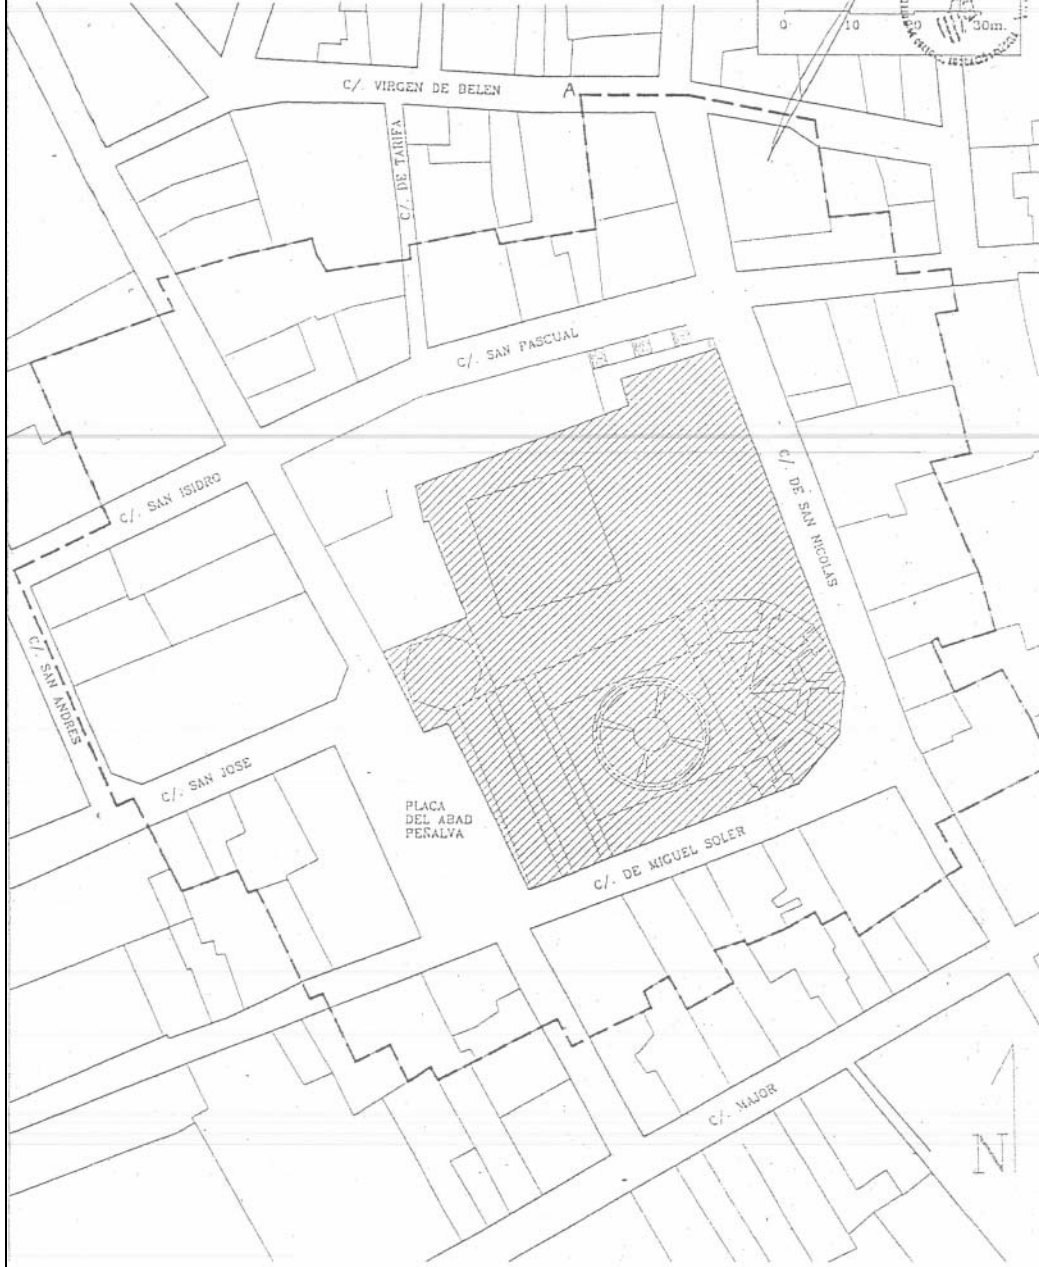 0 10 20 30m.
C/. VIRGEN DE BELEN
A
C/. DE TARIFA
C/. SAN PASCUAL
C/. SAN ISIDRO
C/. DE SAN NICOLAS
C/. SAN ANDRES
C/. SAN JOSE
PLACA
DEL ABAD
PEÑALVA
C/. DE MIGUEL SOLER
C/. MAJOR
N